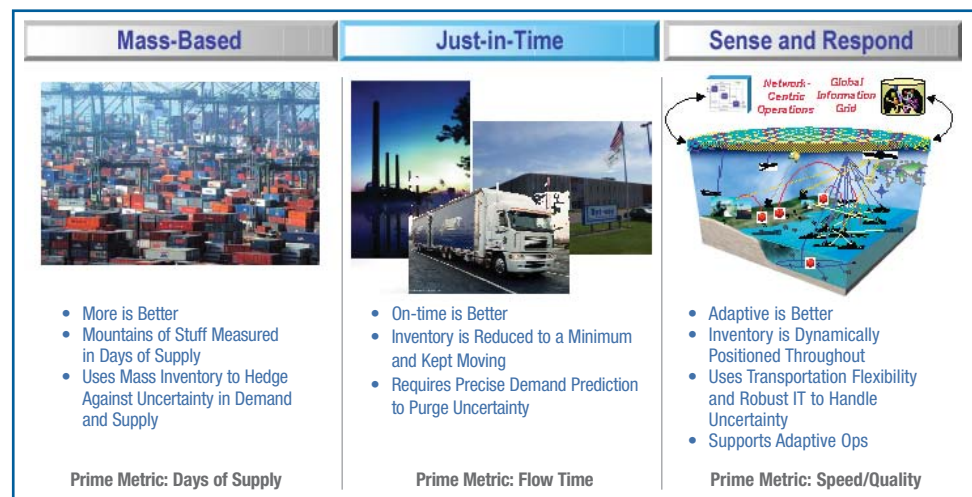 Mass-Based
Just-in-Time
Sense and Respond
Network-
Centric
Operations
Global
Information
Grid
• More is Better
• Mountains of Stuff Measured
in Days of Supply
• Uses Mass Inventory to Hedge
Against Uncertainty in Demand
and Supply
Prime Metric: Days of Supply
• On-time is Better
• Inventory is Reduced to a Minimum
and Kept Moving
• Requires Precise Demand Prediction
to Purge Uncertainty
Prime Metric: Flow Time
• Adaptive is Better
• Inventory is Dynamically
Positioned Throughout
• Uses Transportation Flexibility
and Robust IT to Handle
Uncertainty
• Supports Adaptive Ops
Prime Metric: Speed/Quality